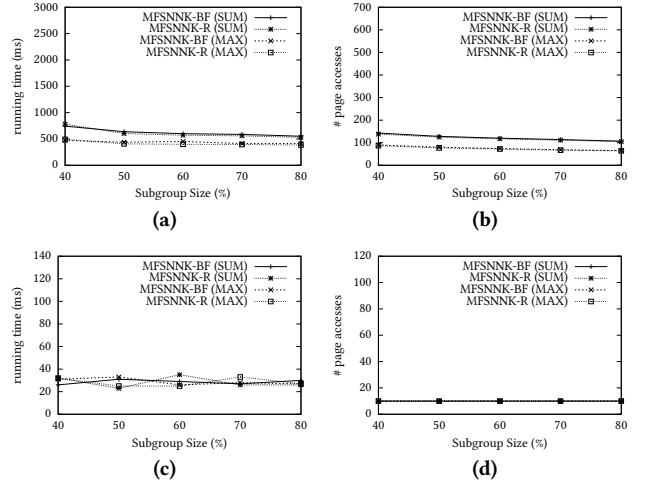 3000
2500
2000
1500
1000
500
0
running time (ms)
MFSNNK-BF (SUM)
MFSNNK-R (SUM)
MFSNNK-BF (MAX)
MFSNNK-R (MAX)
40 50 60 70 80
Subgroup Size (%)
(a)
700
600
500
400
300
200
100
0
# page accesses
MFSNNK-BF (SUM)
MFSNNK-R (SUM)
MFSNNK-BF (MAX)
MFSNNK-R (MAX)
40 50 60 70 80
Subgroup Size (%)
(b)
140
120
100
80
60
40
20
0
running time (ms)
MFSNNK-BF (SUM)
MFSNNK-R (SUM)
MFSNNK-BF (MAX)
MFSNNK-R (MAX)
40 50 60 70 80
Subgroup Size (%)
(c)
120
100
80
60
40
20
0
# page accesses
MFSNNK-BF (SUM)
MFSNNK-R (SUM)
MFSNNK-BF (MAX)
MFSNNK-R (MAX)
40 50 60 70 80
Subgroup Size (%)
(d)